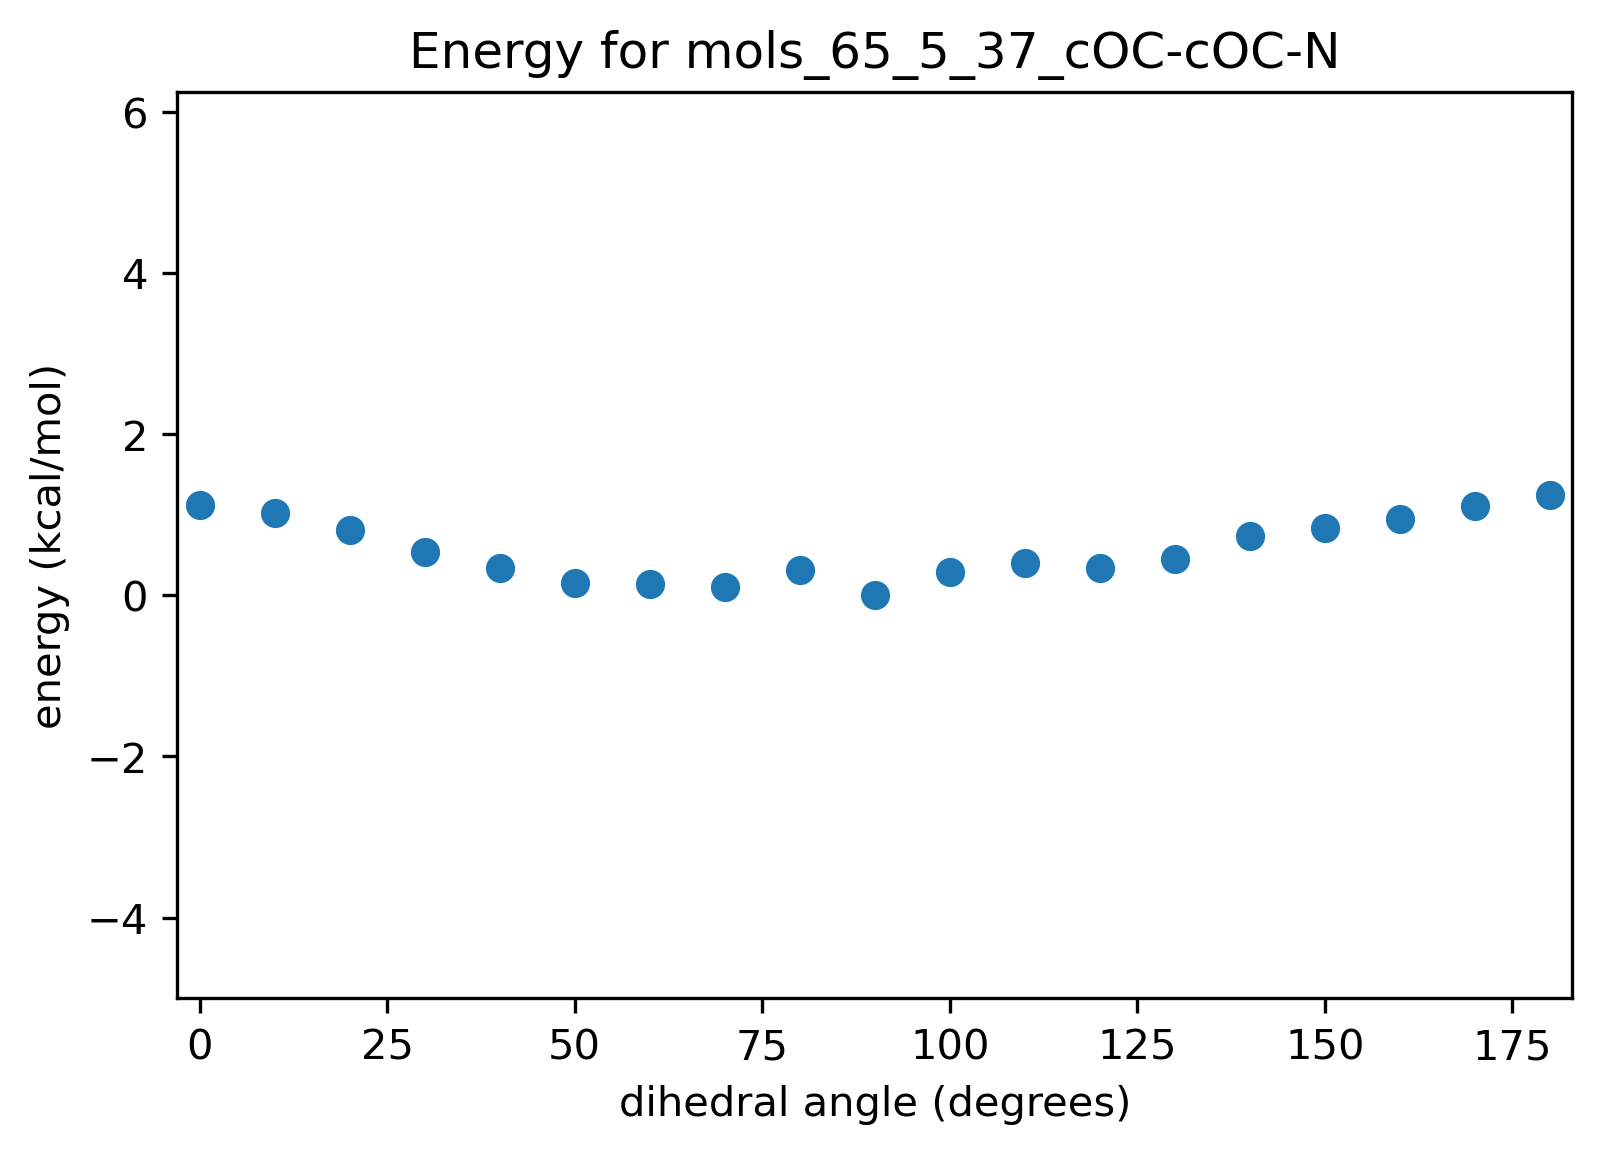 Energy for mols_65_5_37_cOC-cOC-N
6
4
2
0
−2
−4
energy (kcal/mol)
0 25 50 75 100 125 150 175
dihedral angle (degrees)